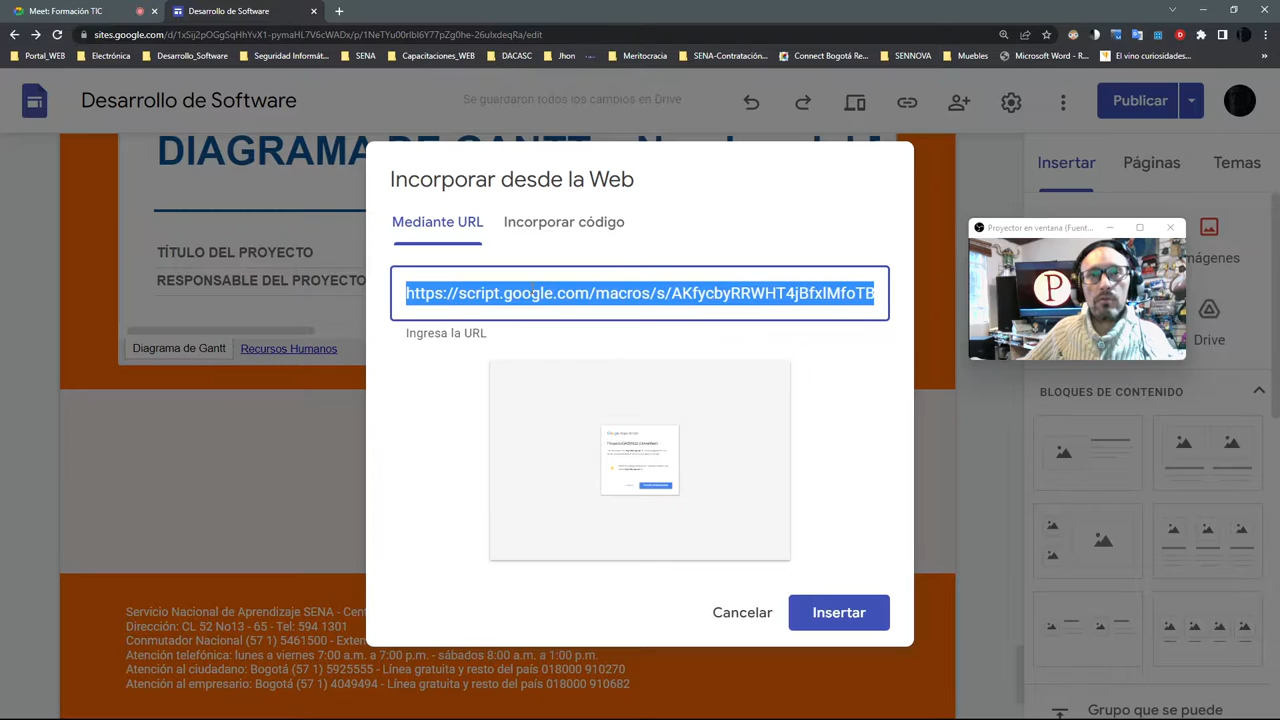 Meet: Formación TIC
Desarrollo de Software
sites.google.com/d/1xSij2pOGgSqHhYvX1-pymaHL7V6cWADx/p/1NeTYu00rIbI6Y77pZg0he-26uIxdeqRa/edit
Portal_WEB
Electrónica
Desarrollo_Software
Seguridad Informát...
SENA
Capacitaciones_WEB
DACASC
Jhon
Meritocracia
SENA-Contratación...
Connect Bogotá Re...
SENNOVA
Muebles
Microsoft Word - R...
El vino curiosidades...
Desarrollo de Software
Se guardaron todos los cambios en Drive
Publicar
DIAGRAMA DE GANTT
TÍTULO DEL PROYECTO
RESPONSABLE DEL PROYECTO
Diagrama de Gantt
Recursos Humanos
Incorporar desde la Web
Mediante URL
Incorporar código
https://script.google.com/macros/s/AKfycbyRRWHT4jBfxIMfoTB
Ingresa la URL
Cancelar
Insertar
Insertar
Páginas
Temas
Proyector en ventana (Fuent...
P
mágenes
Drive
BLOQUES DE CONTENIDO
Grupo que se puede
Servicio Nacional de Aprendizaje SENA - Cent
Dirección: CL 52 No13 - 65 - Tel: 594 1301
Conmutador Nacional (57 1) 5461500 - Exten
Atención telefónica: lunes a viernes 7:00 a.m. a 7:00 p.m. - sábados 8:00 a.m. a 1:00 p.m.
Atención al ciudadano: Bogotá (57 1) 5925555 - Línea gratuita y resto del país 018000 910270
Atención al empresario: Bogotá (57 1) 4049494 - Línea gratuita y resto del país 018000 910682